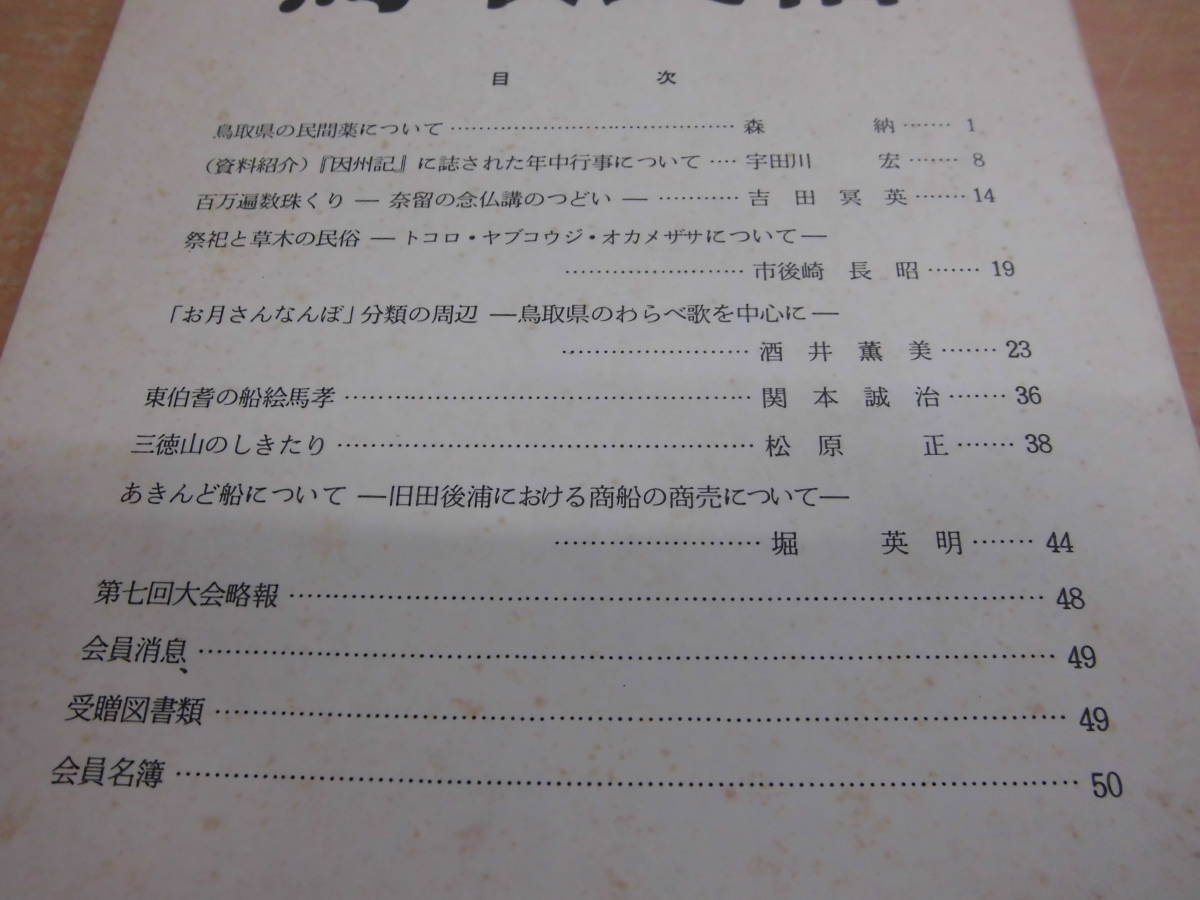 目次
鳥取県の民間薬について……………………………………森納……… 1
(資料紹介)『因州記』に誌された年中行事について…‥宇田川宏……… 8
百万遍数珠くり ― 奈留の念仏講のつどい ― …………吉田冥英………14
祭祀と草木の民俗 ―トコロ・ヤブコウジ・オカメザサについて―
………………………市後崎長昭………19
「お月さんなんぼ」分類の周辺 ―鳥取県のわらべ歌を中心に―
………………………酒井薫美………23
東伯耆の船絵馬孝……………………………………………関本誠治………36
三徳山のしきたり……………………………………………松原正………38
あきんど船について ―旧田後浦における商船の商売について―
………………………堀英明………44
第七回大会略報………………………………………………………………48
会員消息、………………………………………………………………………49
受贈図書類……………………………………………………………………49
会員名簿………………………………………………………………………50